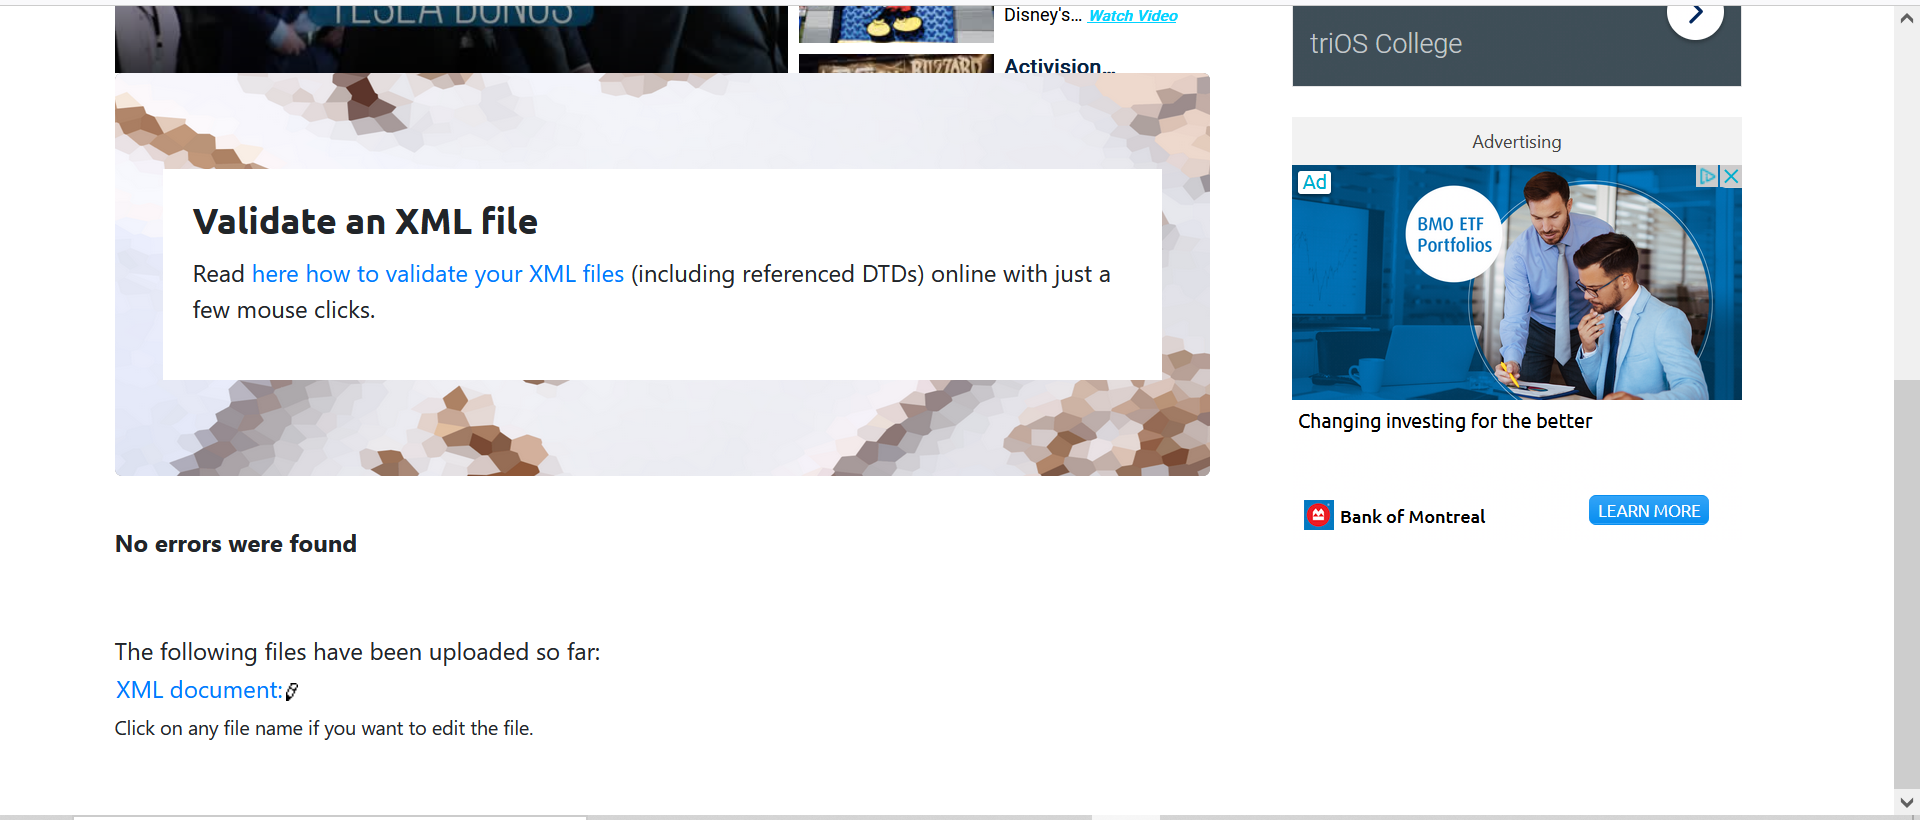 TESLA BONUS
Disney's... Watch Video
BLIZZARD
Activision...
Validate an XML file
Read here how to validate your XML files (including referenced DTDs) online with just a
few mouse clicks.
No errors were found
The following files have been uploaded so far:
XML document:
Click on any file name if you want to edit the file.
triOS College
Advertising
Ad
BMO ETF
Portfolios
Changing investing for the better
Bank of Montreal
LEARN MORE